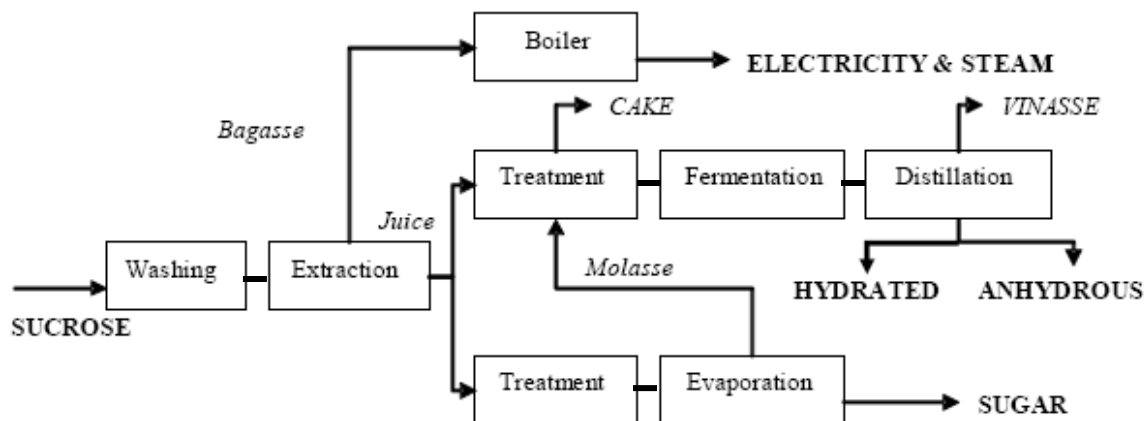 Boiler
ELECTRICITY & STEAM
CAKE
VINASSE
Bagasse
Treatment
Fermentation
Distillation
Juice
Washing
Extraction
Molasse
HYDRATED
ANHYDROUS
SUCROSE
Treatment
Evaporation
SUGAR